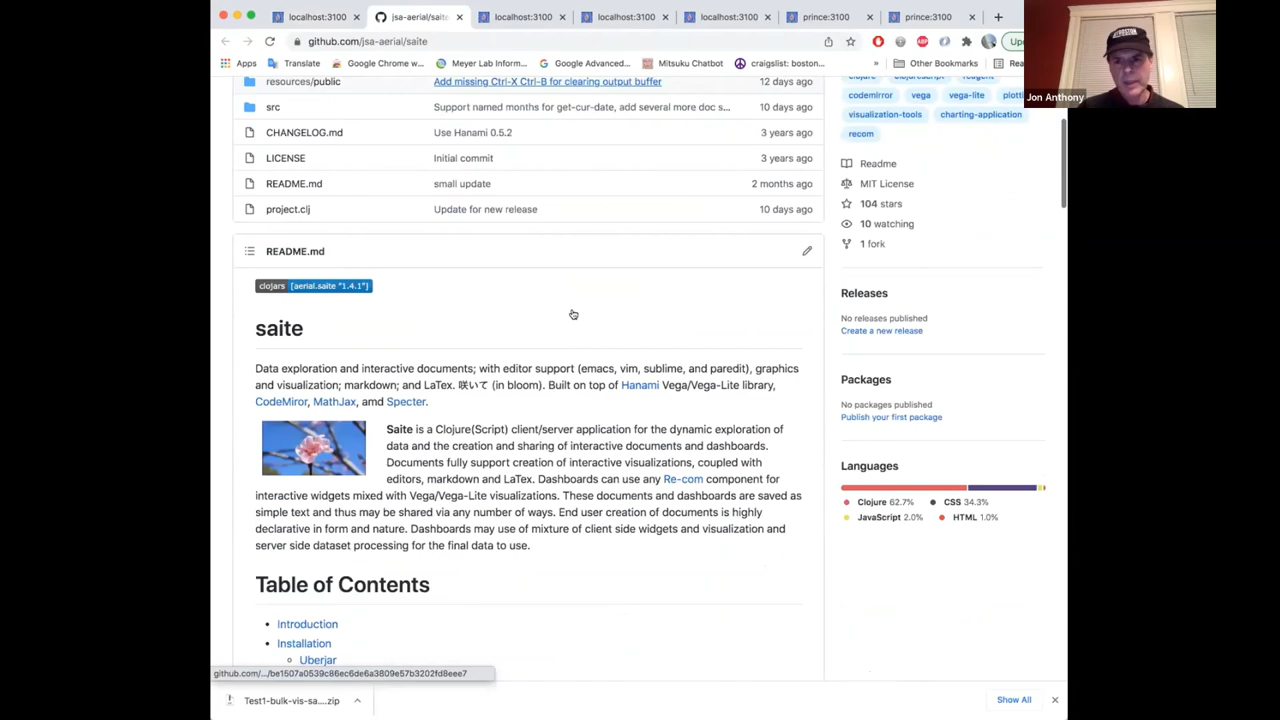 localhost:3100
jsa-aerial/saite
localhost:3100
localhost:3100
localhost:3100
prince:3100
prince:3100
github.com/jsa-aerial/saite
Apps
Translate
Google Chrome w...
Meyer Lab Inform...
Google Advanced...
Mitsuku Chatbot
craigslist: boston...
»
Other Bookmarks
resources/public
Add missing Ctrl-X Ctrl-B for clearing output buffer
12 days ago
src
Support named months for get-cur-date, add several more doc s...
10 days ago
CHANGELOG.md
Use Hanami 0.5.2
3 years ago
LICENSE
Initial commit
3 years ago
README.md
small update
2 months ago
project.clj
Update for new release
10 days ago
README.md
clojars [aerial.saite "1.4.1"]
saite
Data exploration and interactive documents; with editor support (emacs, vim, sublime, and paredit), graphics
and visualization; markdown; and LaTex. 咲いて (in bloom). Built on top of Hanami Vega/Vega-Lite library,
CodeMiror, MathJax, amd Specter.
Saite is a Clojure(Script) client/server application for the dynamic exploration of
data and the creation and sharing of interactive documents and dashboards.
Documents fully support creation of interactive visualizations, coupled with
editors, markdown and LaTex. Dashboards can use any Re-com component for
interactive widgets mixed with Vega/Vega-Lite visualizations. These documents and dashboards are saved as
simple text and thus may be shared via any number of ways. End user creation of documents is highly
declarative in form and nature. Dashboards may use of mixture of client side widgets and visualization and
server side dataset processing for the final data to use.
Table of Contents
Introduction
Installation
Uberjar
codemirror
vega
vega-lite
visualization-tools
charting-application
recom
Readme
MIT License
104 stars
10 watching
1 fork
Releases
No releases published
Create a new release
Packages
No packages published
Publish your first package
Languages
Clojure 62.7%
CSS 34.3%
JavaScript 2.0%
HTML 1.0%
github.com/.../be1507a0539c86ec6de6a3809e57b3202fd8eee7
Test1-bulk-vis-sa....zip
Show All
Jon Anthony